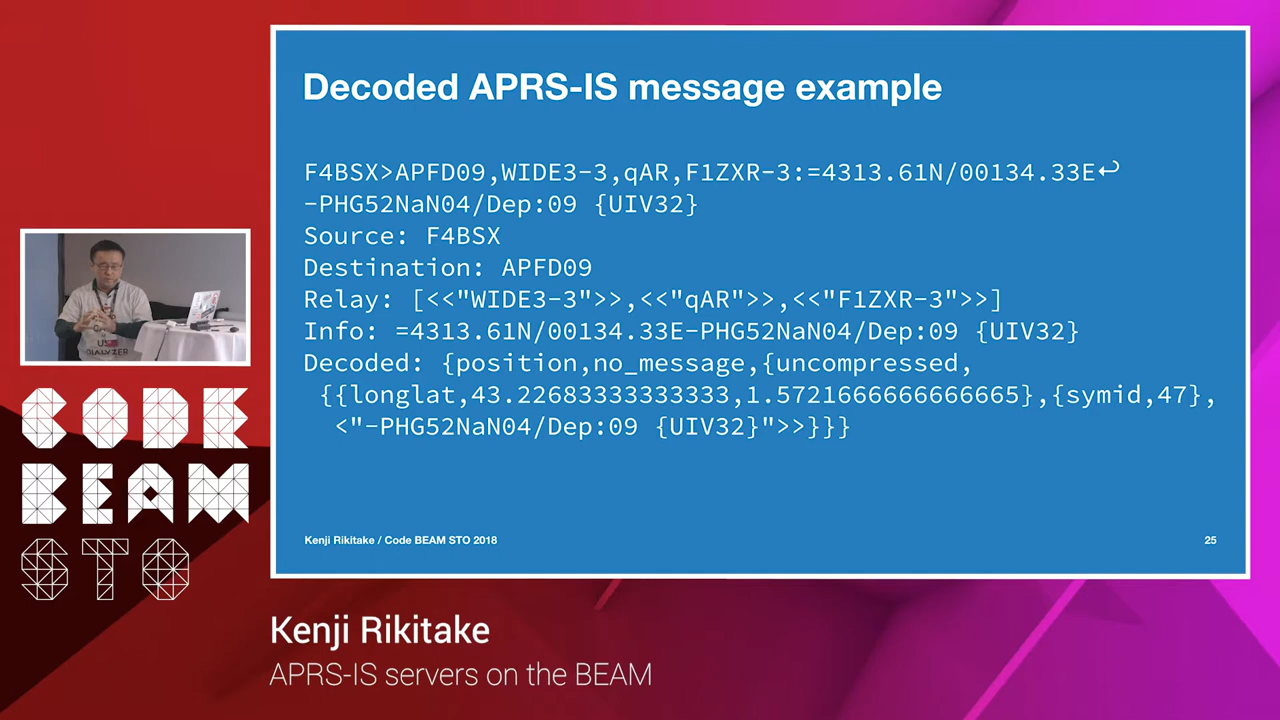 Decoded APRS-IS message example
F4BSX>APFD09,WIDE3-3,qAR,F1ZXR-3:=4313.61N/00134.33E↩
-PHG52NaN04/Dep:09 {UIV32}
Source: F4BSX
Destination: APFD09
Relay: [<<"WIDE3-3">>,<<"qAR">>,<<"F1ZXR-3">>]
Info: =4313.61N/00134.33E-PHG52NaN04/Dep:09 {UIV32}
Decoded: {position,no_message,{uncompressed,
{{longlat,43.22683333333333,1.5721666666666665},{symid,47},
<"-PHG52NaN04/Dep:09 {UIV32}">>}}}
Kenji Rikitake / Code BEAM STO 2018
25
US
DIALYZER
CODE
BEAM
STO
Kenji Rikitake
APRS-IS servers on the BEAM